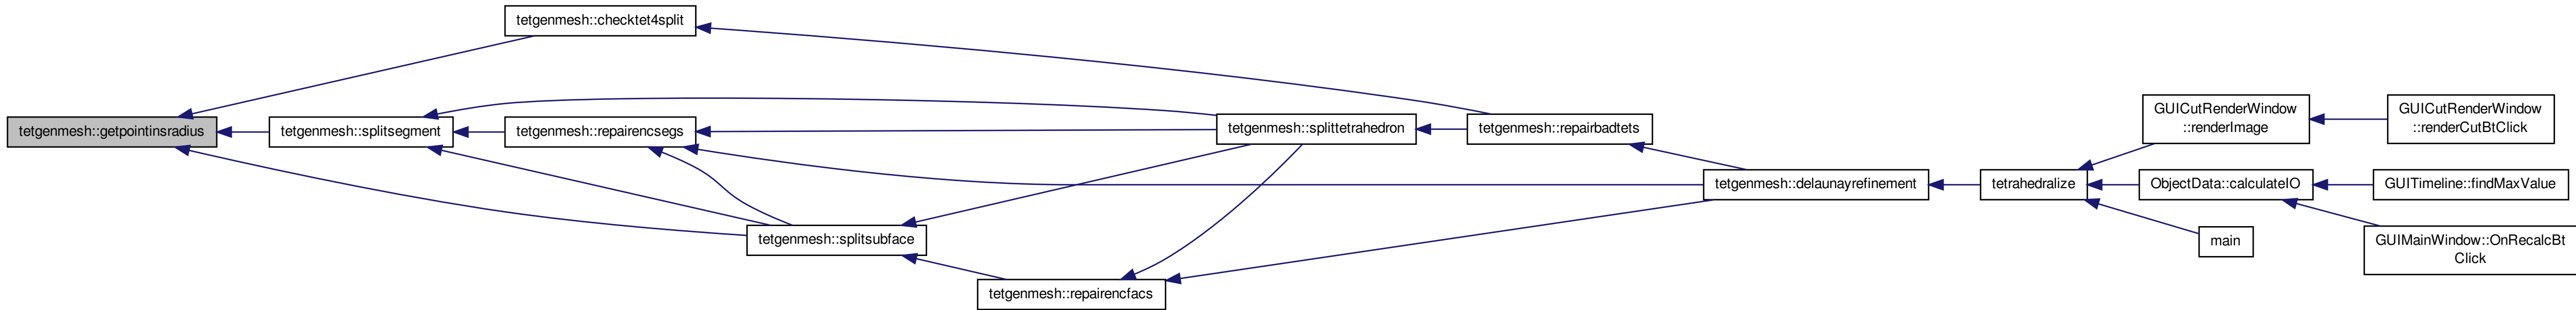 tetgenmesh::checktet4split
tetgenmesh::getpointinsradius
tetgenmesh::splitsegment
tetgenmesh::repairencsegs
tetgenmesh::splitsubface
tetgenmesh::repairencfacs
tetgenmesh::splittetrahedron
tetgenmesh::repairbadtets
tetgenmesh::delaunayrefinement
tetrahedralize
GUICutRenderWindow
::renderImage
ObjectData::calculateIO
main
GUICutRenderWindow
::renderCutBtClick
GUITimeline::findMaxValue
GUIMainWindow::OnRecalcBt
Click